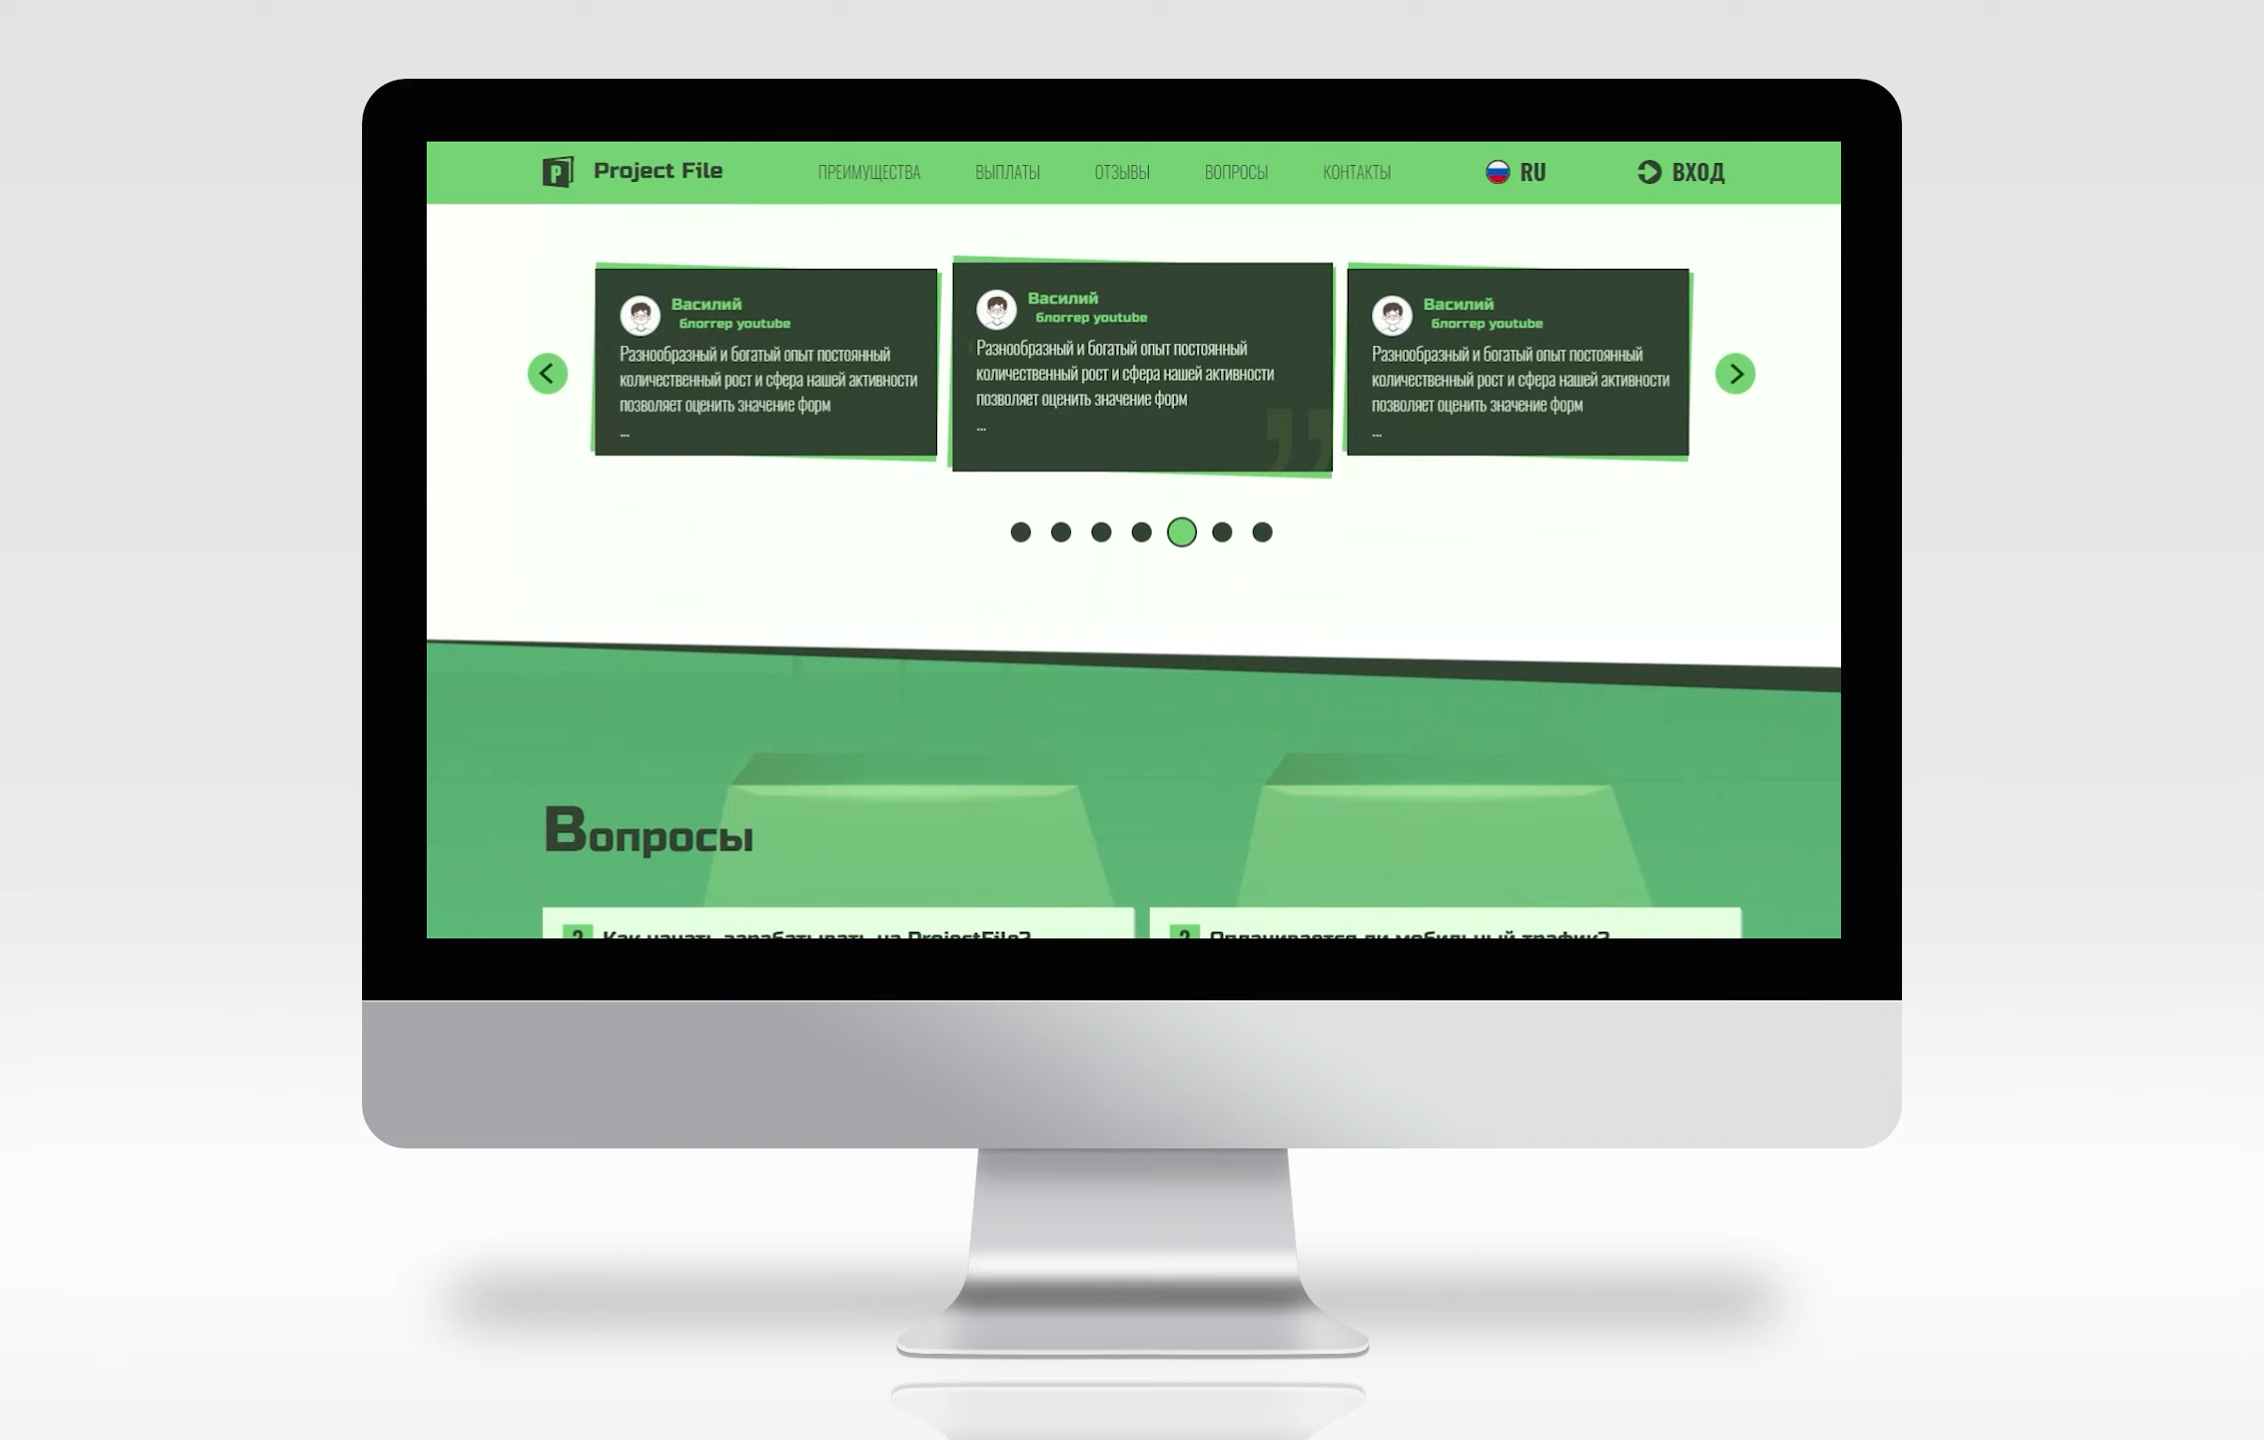 Project File
ПРЕИМУЩЕСТВА
ВЫПЛАТЫ
ОТЗЫВЫ
ВОПРОСЫ
КОНТАКТЫ
RU
ВХОД
Василий
блоггер youtube
Разнообразный и богатый опыт постоянный
количественный рост и сфера нашей активности
позволяет оценить значение форм
...
Василий
блоггер youtube
Разнообразный и богатый опыт постоянный
количественный рост и сфера нашей активности
позволяет оценить значение форм
...
Василий
блоггер youtube
Разнообразный и богатый опыт постоянный
количественный рост и сфера нашей активности
позволяет оценить значение форм
...
Вопросы
? Как начать зарабатывать на ProjectFile?
? Оплачивается ли мобильный трафик?